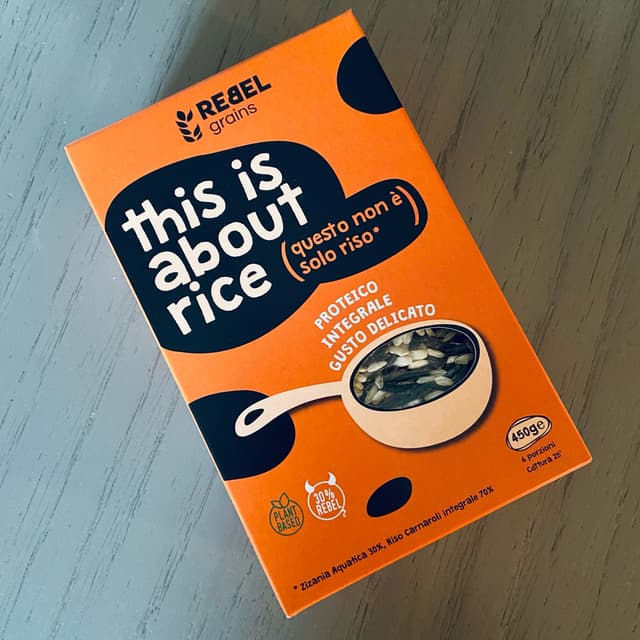 REBEL
grains
this is
about
rice
(questo non è
solo riso*)
PROTEICO
INTEGRALE
GUSTO DELICATO
450g e
6 porzioni
Cottura 25'
PLANT
BASED
30%
REBEL
* Zizania Aquatica 30%, Riso Carnaroli integrale 70%